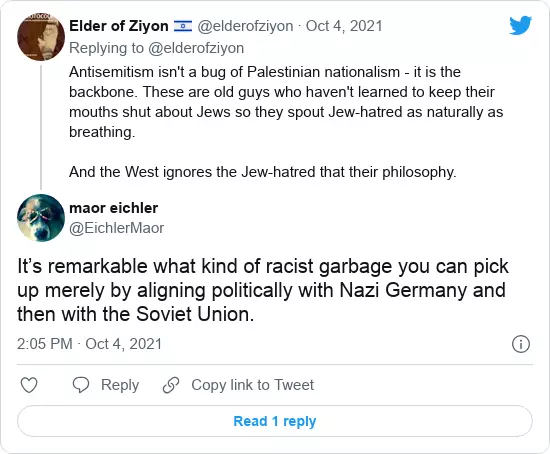 Elder of Ziyon 🇮🇱 @elderofziyon · Oct 4, 2021
Replying to @elderofziyon
Antisemitism isn't a bug of Palestinian nationalism - it is the
backbone. These are old guys who haven't learned to keep their
mouths shut about Jews so they spout Jew-hatred as naturally as
breathing.
And the West ignores the Jew-hatred that their philosophy.
maor eichler
@EichlerMaor
It’s remarkable what kind of racist garbage you can pick
up merely by aligning politically with Nazi Germany and
then with the Soviet Union.
2:05 PM · Oct 4, 2021
Reply
Copy link to Tweet
Read 1 reply